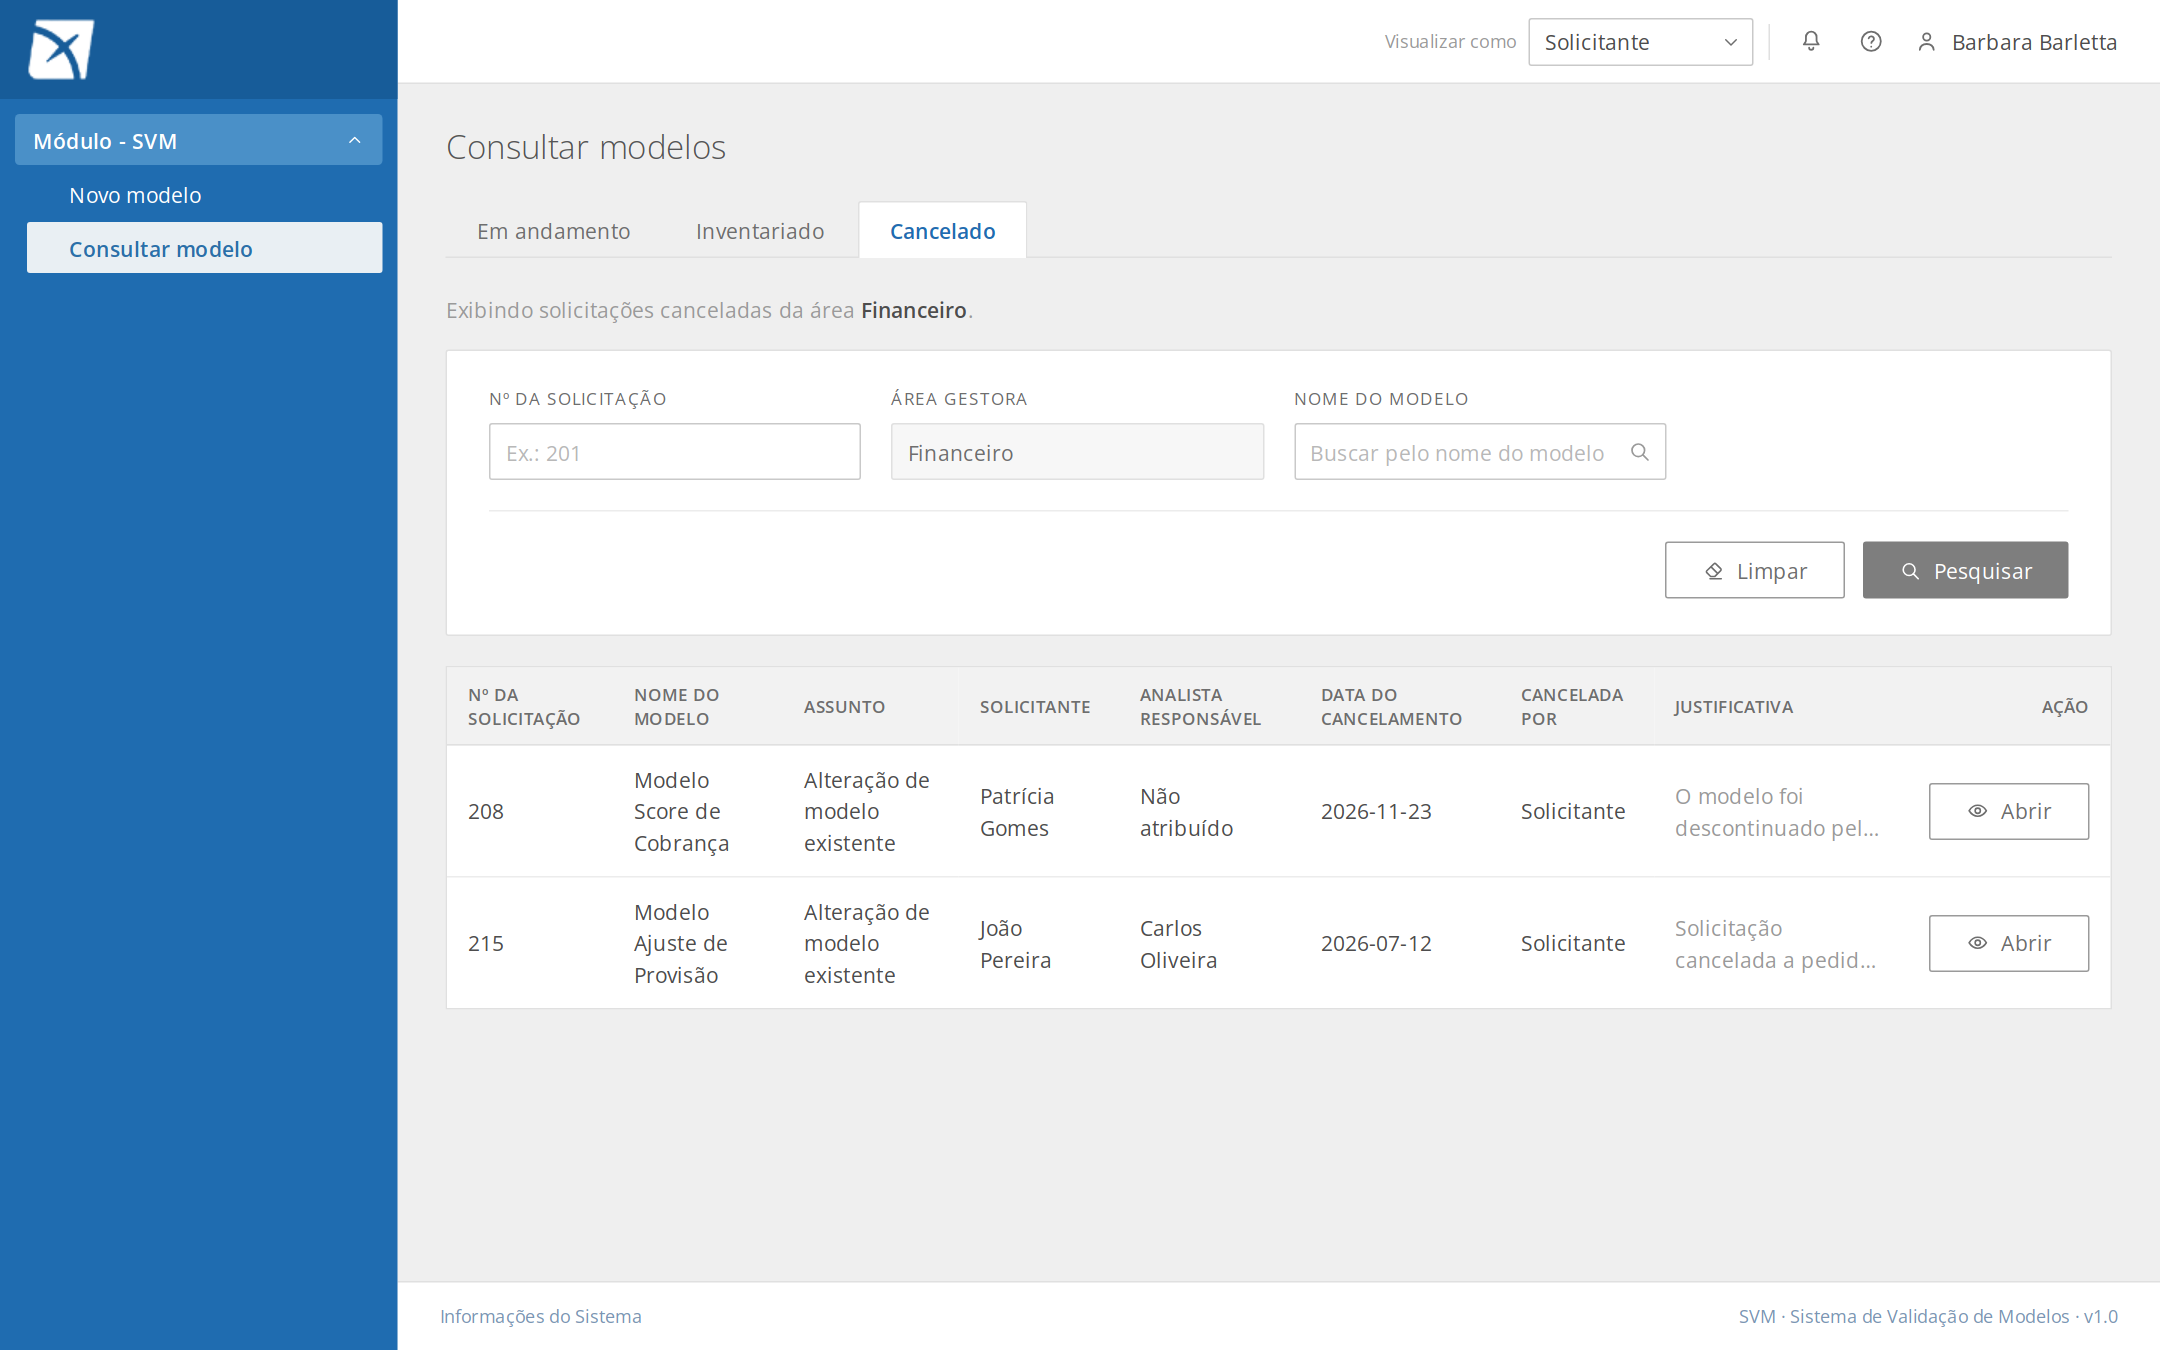 Visualizar como Solicitante Barbara Barletta
Módulo - SVM
Novo modelo
Consultar modelo
Consultar modelos
Em andamento Inventariado Cancelado
Exibindo solicitações canceladas da área Financeiro.
Nº DA SOLICITAÇÃO ÁREA GESTORA NOME DO MODELO
Ex.: 201 Financeiro Buscar pelo nome do modelo
Limpar Pesquisar
Nº DA SOLICITAÇÃO NOME DO MODELO ASSUNTO SOLICITANTE ANALISTA RESPONSÁVEL DATA DO CANCELAMENTO CANCELADA POR JUSTIFICATIVA AÇÃO
208 Modelo Score de Cobrança Alteração de modelo existente Patrícia Gomes Não atribuído 2026-11-23 Solicitante O modelo foi descontinuado pel... Abrir
215 Modelo Ajuste de Provisão Alteração de modelo existente João Pereira Carlos Oliveira 2026-07-12 Solicitante Solicitação cancelada a pedid... Abrir
Informações do Sistema SVM · Sistema de Validação de Modelos · v1.0